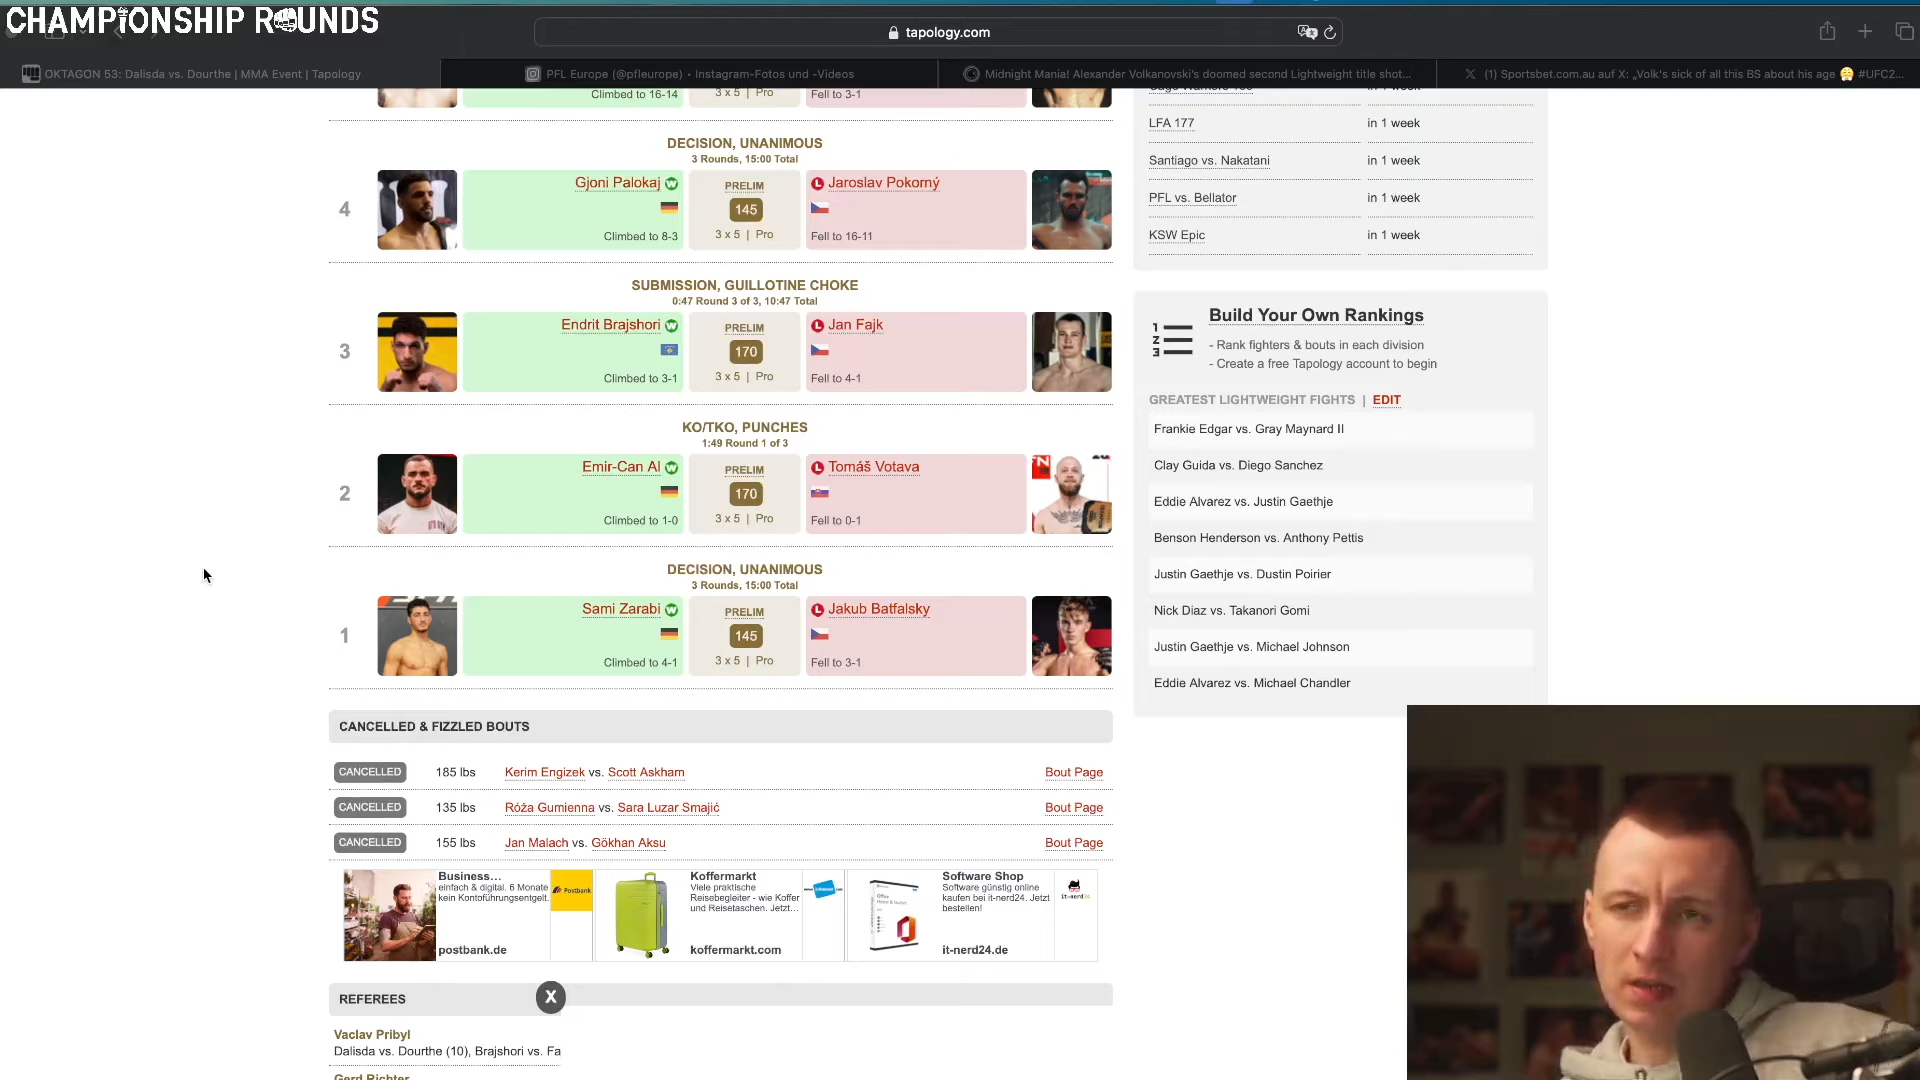 CHAMPIONSHIP ROUNDS
tapology.com
OKTAGON 53: Dalisda vs. Dourthe | MMA Event | Tapology
PFL Europe (@pfleurope) • Instagram-Fotos und -Videos
Midnight Mania! Alexander Volkanovski's doomed second Lightweight title shot...
(1) Sportsbet.com.au auf X: „Volk's sick of all this BS about his age 😤 #UFC2...
Climbed to 16-14
3 x 5 | Pro
Fell to 3-1
DECISION, UNANIMOUS
3 Rounds, 15:00 Total
4
Gjoni Palokaj W
PRELIM
L Jaroslav Pokorný
145
Climbed to 8-3
3 x 5 | Pro
Fell to 16-11
SUBMISSION, GUILLOTINE CHOKE
0:47 Round 3 of 3, 10:47 Total
3
Endrit Brajshori W
PRELIM
L Jan Fajk
170
Climbed to 3-1
3 x 5 | Pro
Fell to 4-1
KO/TKO, PUNCHES
1:49 Round 1 of 3
2
Emir-Can Al W
PRELIM
L Tomáš Votava
170
Climbed to 1-0
3 x 5 | Pro
Fell to 0-1
DECISION, UNANIMOUS
3 Rounds, 15:00 Total
1
Sami Zarabi W
PRELIM
L Jakub Batfalsky
145
Climbed to 4-1
3 x 5 | Pro
Fell to 3-1
CANCELLED & FIZZLED BOUTS
CANCELLED 185 lbs Kerim Engizek vs. Scott Askham Bout Page
CANCELLED 135 lbs Róża Gumienna vs. Sara Luzar Smajić Bout Page
CANCELLED 155 lbs Jan Malach vs. Gökhan Aksu Bout Page
Business...
einfach & digital. 6 Monate
kein Kontoführungsentgelt.
Postbank
postbank.de
Koffermarkt
Viele praktische
Reisebegleiter - wie Koffer
und Reisetaschen. Jetzt...
koffermarkt.com
Software Shop
Software günstig online
kaufen bei it-nerd24. Jetzt
bestellen!
it-nerd24
it-nerd24.de
REFEREES
X
Vaclav Pribyl
Dalisda vs. Dourthe (10), Brajshori vs. Fa
Gerd Richter
LFA 177 in 1 week
Santiago vs. Nakatani in 1 week
PFL vs. Bellator in 1 week
KSW Epic in 1 week
1
2
3
Build Your Own Rankings
- Rank fighters & bouts in each division
- Create a free Tapology account to begin
GREATEST LIGHTWEIGHT FIGHTS | EDIT
Frankie Edgar vs. Gray Maynard II
Clay Guida vs. Diego Sanchez
Eddie Alvarez vs. Justin Gaethje
Benson Henderson vs. Anthony Pettis
Justin Gaethje vs. Dustin Poirier
Nick Diaz vs. Takanori Gomi
Justin Gaethje vs. Michael Johnson
Eddie Alvarez vs. Michael Chandler